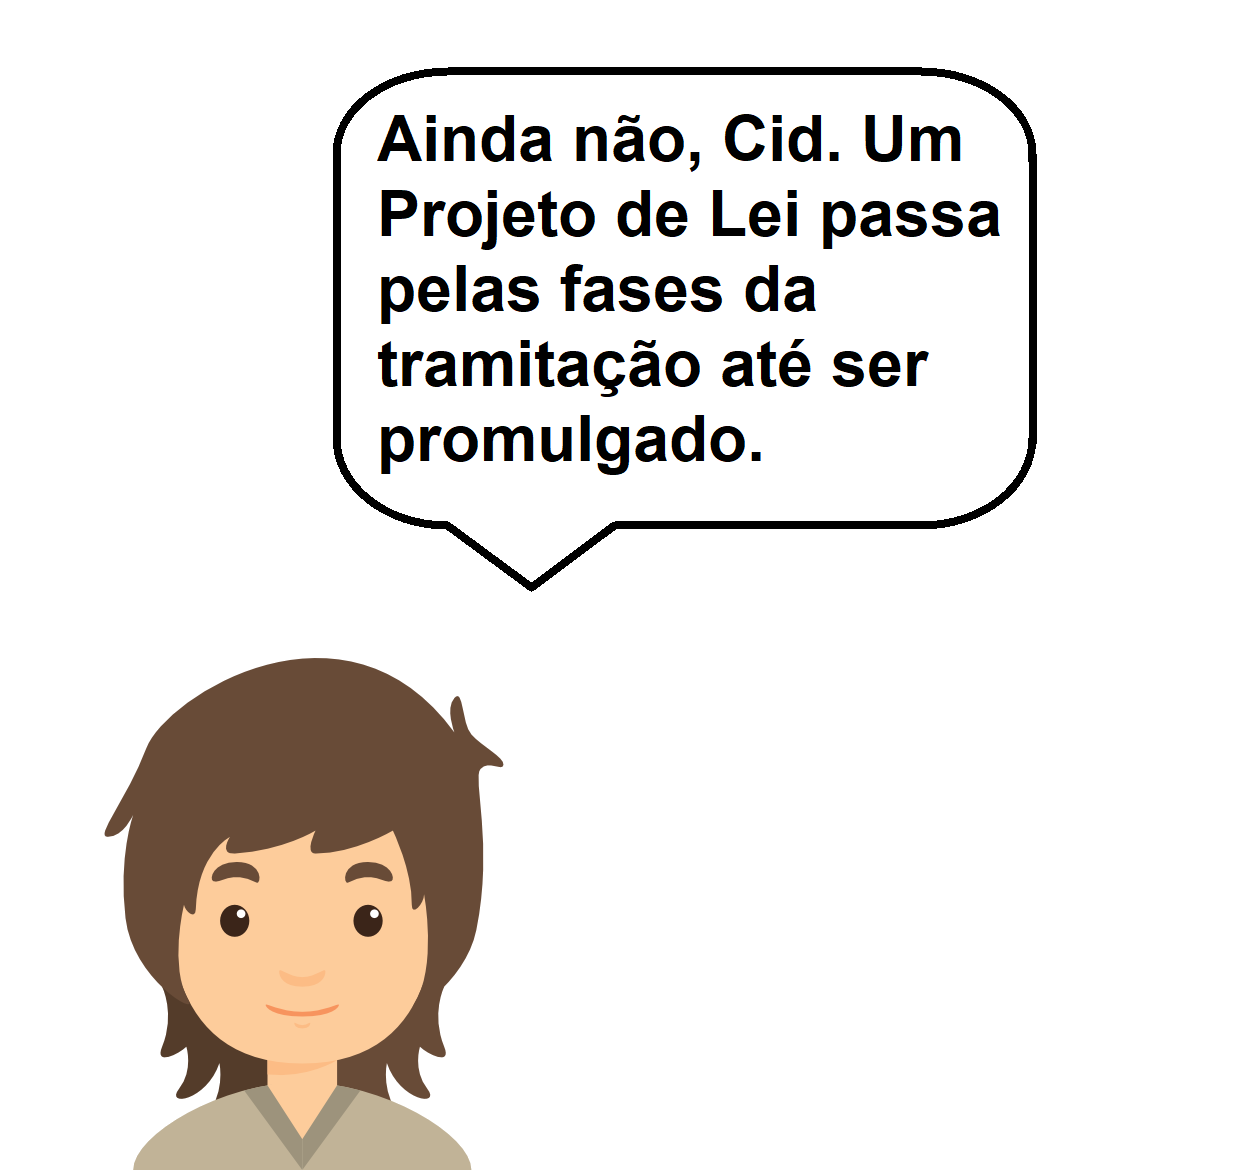 Ainda não, Cid. Um
Projeto de Lei passa
pelas fases da
tramitação até ser
promulgado.